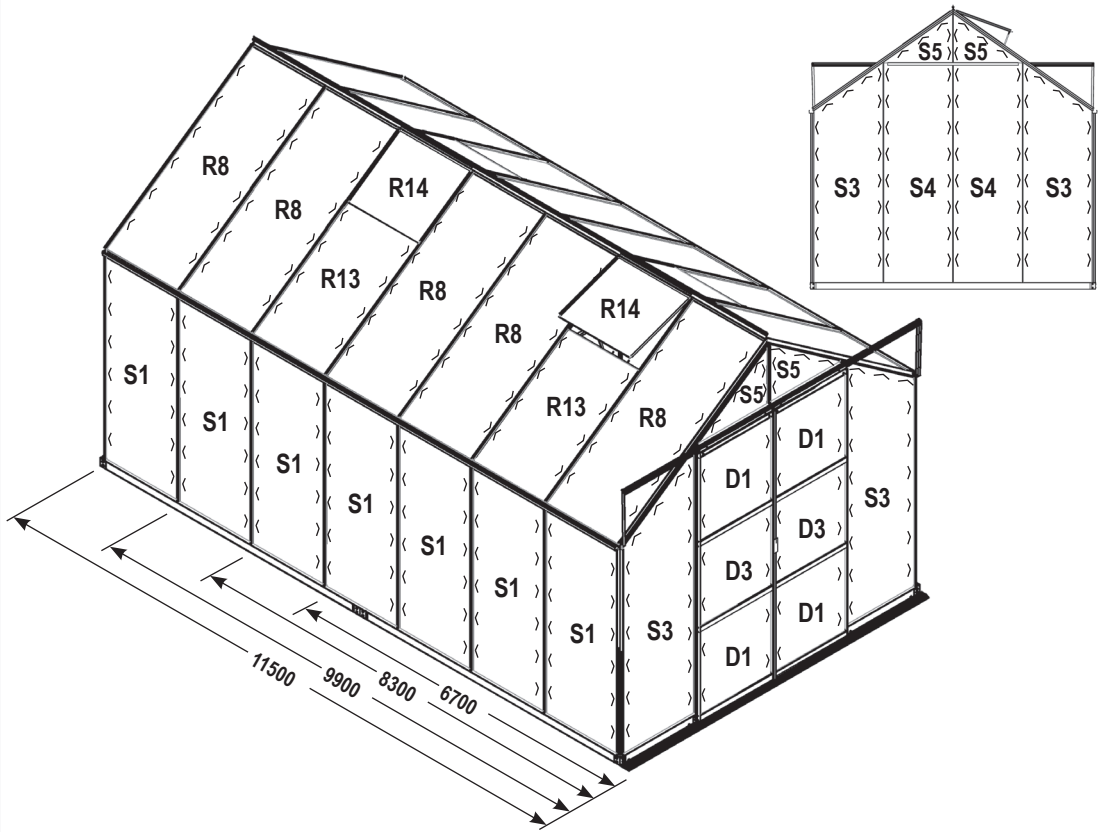 S5 S5
S3 S4 S4 S3
R8
R8
R14
R13
R8
R8
R14
R13
R8
S5
S5
S1
S1
S1
S1
S1
S1
S1
S3
D1
D1
D3
D3
D1
D1
S3
11500
9900
8300
6700